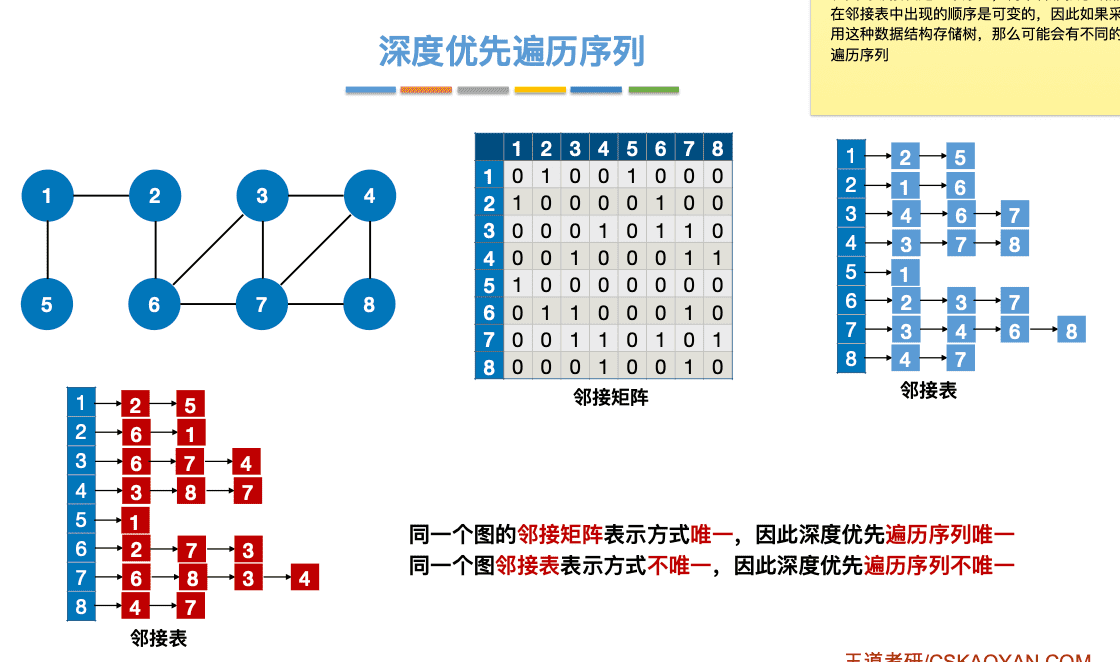 在邻接表中出现的顺序是可变的，因此如果采
用这种数据结构存储树，那么可能会有不同的
遍历序列
深度优先遍历序列
1 2 3 4
5 6 7 8
1 2 3 4 5 6 7 8
1 0 1 0 0 1 0 0 0
2 1 0 0 0 0 1 0 0
3 0 0 0 1 0 1 1 0
4 0 0 1 0 0 0 1 1
5 1 0 0 0 0 0 0 0
6 0 1 1 0 0 0 1 0
7 0 0 1 1 0 1 0 1
8 0 0 0 1 0 0 1 0
邻接矩阵
1 2 5
2 1 6
3 4 6 7
4 3 7 8
5 1
6 2 3 7
7 3 4 6 8
8 4 7
邻接表
1 2 5
2 6 1
3 6 7 4
4 3 8 7
5 1
6 2 7 3
7 6 8 3 4
8 4 7
邻接表
同一个图的邻接矩阵表示方式唯一，因此深度优先遍历序列唯一
同一个图邻接表表示方式不唯一，因此深度优先遍历序列不唯一
王道考研/CSKAOYAN.COM